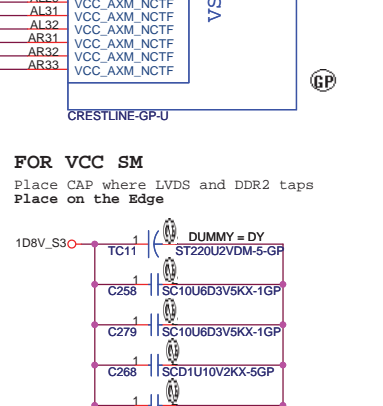 VCC_AXM_NCTF
AL31 VCC_AXM_NCTF
AL32 VCC_AXM_NCTF
AR31 VCC_AXM_NCTF
AR32 VCC_AXM_NCTF
AR33 VCC_AXM_NCTF
VS
GP
CRESTLINE-GP-U
FOR VCC SM
Place CAP where LVDS and DDR2 taps
Place on the Edge
DUMMY = DY
1D8V_S3
1
TC11 ST220U2VDM-5-GP
1
C258 SC10U6D3V5KX-1GP
1
C279 SC10U6D3V5KX-1GP
1
C268 SCD1U10V2KX-5GP
1